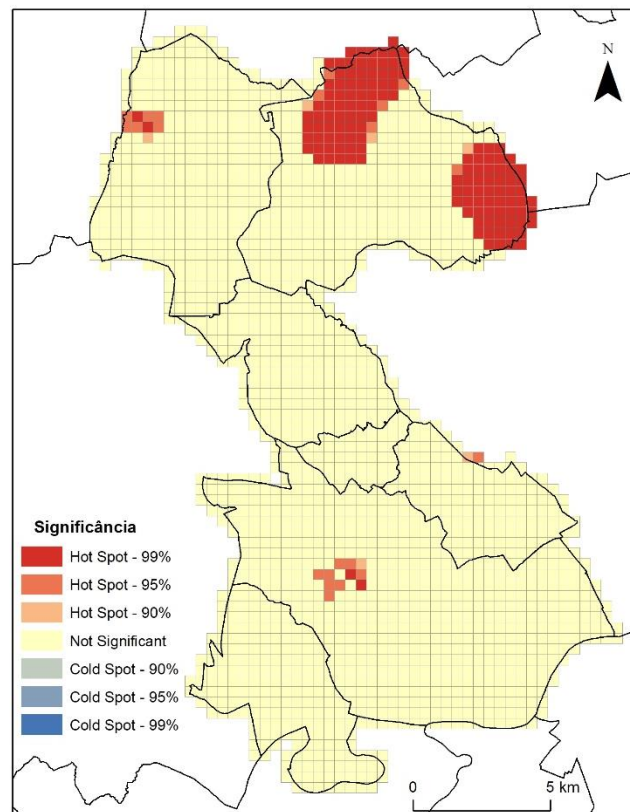 N
Significância
Hot Spot - 99%
Hot Spot - 95%
Hot Spot - 90%
Not Significant
Cold Spot - 90%
Cold Spot - 95%
Cold Spot - 99%
0 5 km